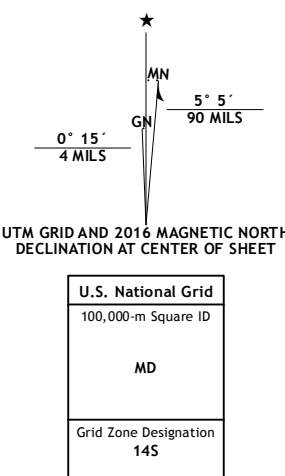 ★
MN
5° 5´
90 MILS
GN
0° 15´
4 MILS
UTM GRID AND 2016 MAGNETIC NORTH
DECLINATION AT CENTER OF SHEET
U.S. National Grid
100,000-m Square ID
MD
Grid Zone Designation
14S